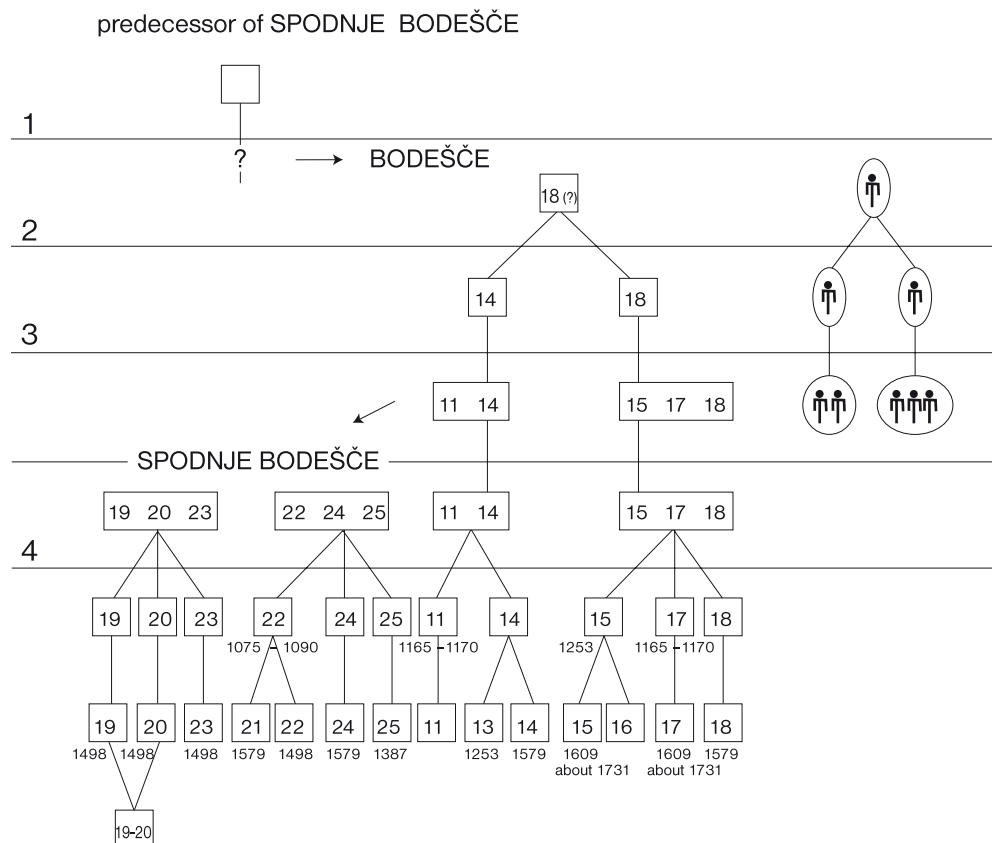 predecessor of SPODNJE BODEŠČE
1
? BODEŠČE
18 (?)
2
14 18
3
11 14 15 17 18
SPODNJE BODEŠČE
19 20 23 22 24 25 11 14 15 17 18
4
19 20 23 22 24 25 11 14 15 17 18
1075 – 1090 1165 – 1170 1253 1165 – 1170
19 20 23 21 22 24 25 11 13 14 15 16 17 18
1498 1498 1498 1579 1498 1579 1387 1253 1579 1609 1609 1579
about 1731 about 1731
19-20